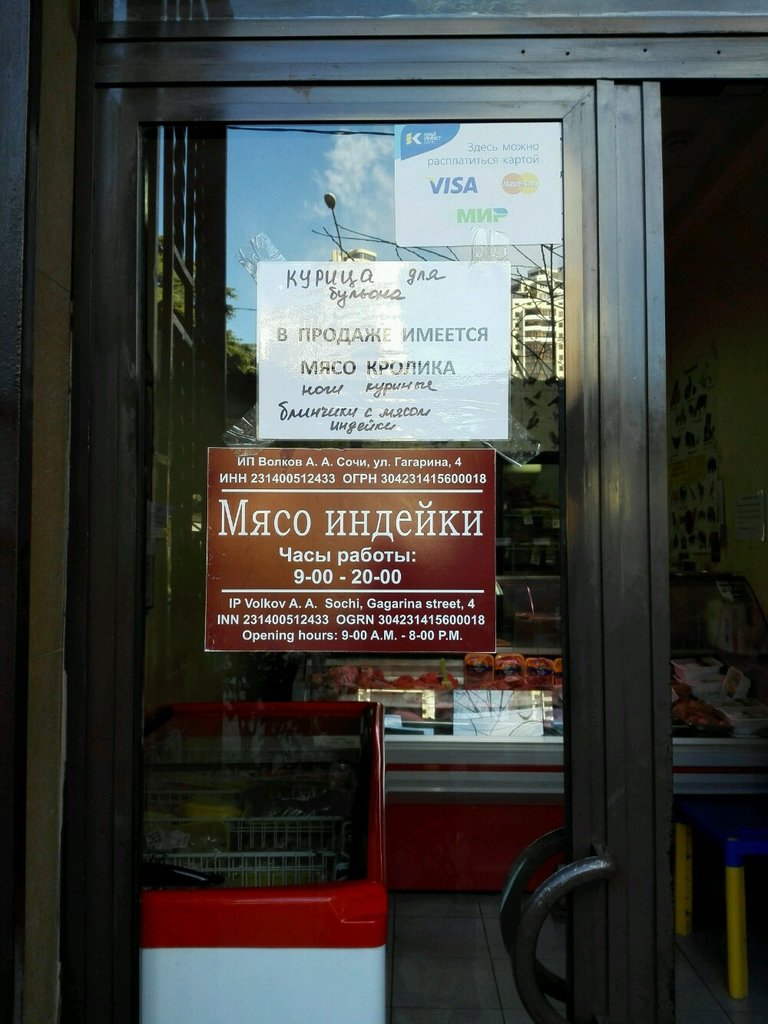 Здесь можно
расплатиться картой
VISA MasterCard
МИР
КУРИЦА для
бульона
В ПРОДАЖЕ ИМЕЕТСЯ
МЯСО КРОЛИКА
ноги куриные
блинчики с мясом
индейки
ИП Волков А. А. Сочи, ул. Гагарина, 4
ИНН 231400512433 ОГРН 304231415600018
Мясо индейки
Часы работы:
9-00 - 20-00
IP Volkov A. A. Sochi, Gagarina street, 4
INN 231400512433 OGRN 304231415600018
Opening hours: 9-00 A.M. - 8-00 P.M.